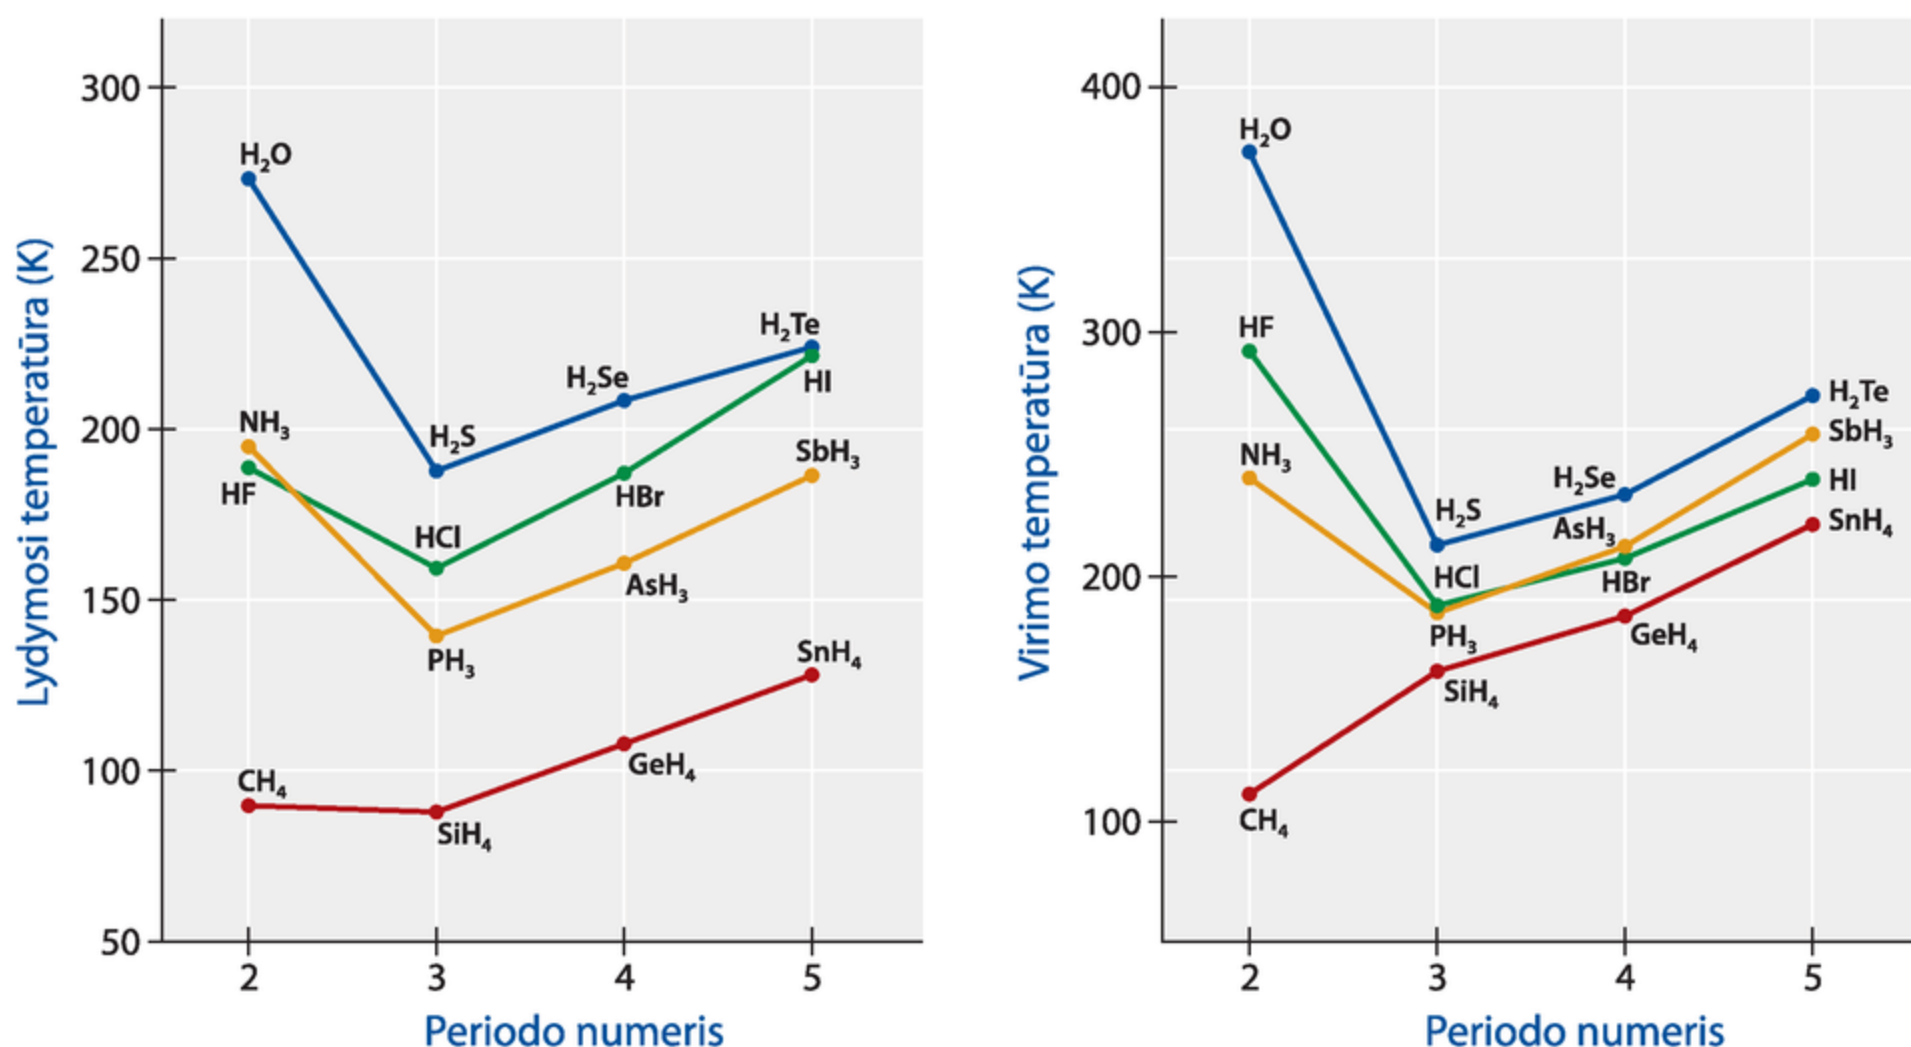 Lydymosi temperatūra (K)
300
250
200
150
100
50
H₂O
NH₃
HF
CH₄
H₂S
HCl
PH₃
SiH₄
H₂Se
HBr
AsH₃
GeH₄
H₂Te
HI
SbH₃
SnH₄
2 3 4 5
Periodo numeris
Virimo temperatūra (K)
400
300
200
100
H₂O
HF
NH₃
CH₄
H₂S
HCl
PH₃
SiH₄
H₂Se
AsH₃
HBr
GeH₄
H₂Te
SbH₃
HI
SnH₄
2 3 4 5
Periodo numeris